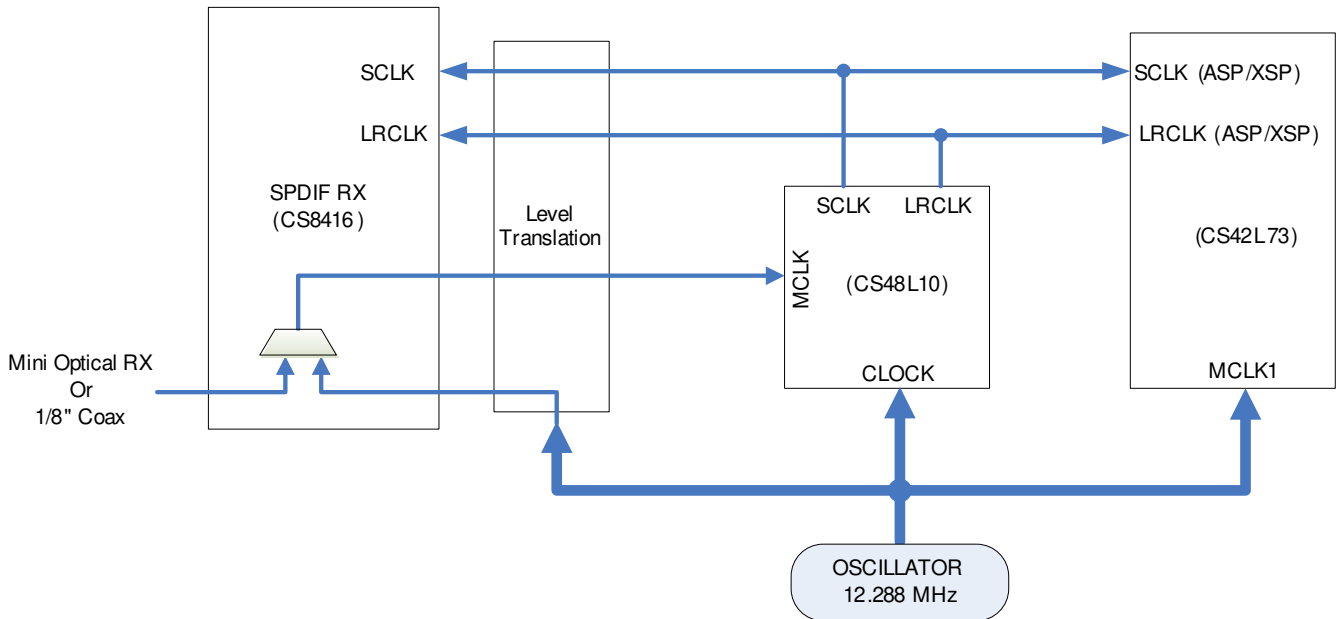 SCLK
LRCLK
SPDIF RX
(CS8416)
Mini Optical RX
Or
1/8" Coax
Level
Translation
SCLK LRCLK
MCLK
(CS48L10)
CLOCK
SCLK (ASP/XSP)
LRCLK (ASP/XSP)
(CS42L73)
MCLK1
OSCILLATOR
12.288 MHz